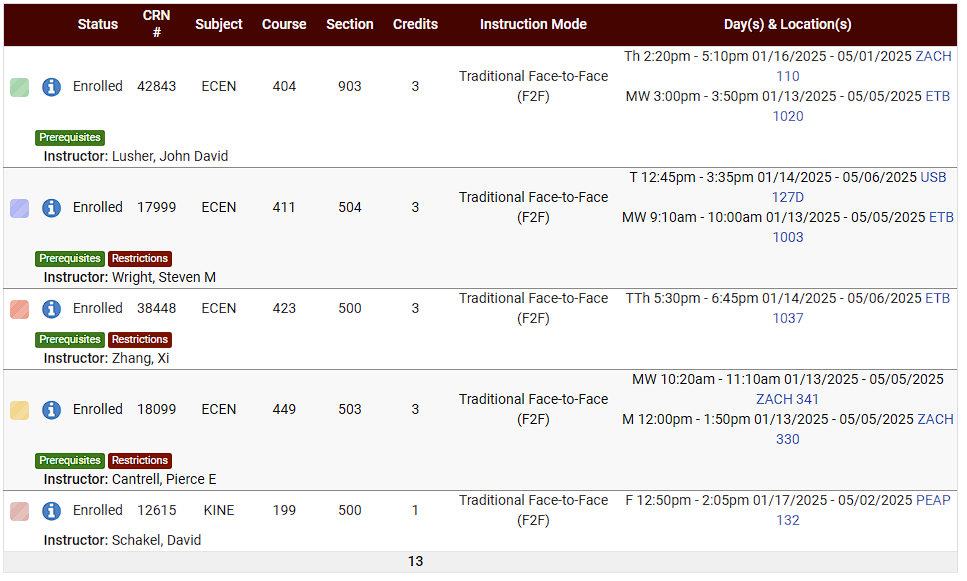 Status CRN # Subject Course Section Credits Instruction Mode Day(s) & Location(s)
Enrolled 42843 ECEN 404 903 3 Traditional Face-to-Face (F2F) Th 2:20pm - 5:10pm 01/16/2025 - 05/01/2025 ZACH 110
MW 3:00pm - 3:50pm 01/13/2025 - 05/05/2025 ETB 1020
Prerequisites
Instructor: Lusher, John David
Enrolled 17999 ECEN 411 504 3 Traditional Face-to-Face (F2F) T 12:45pm - 3:35pm 01/14/2025 - 05/06/2025 USB 127D
MW 9:10am - 10:00am 01/13/2025 - 05/05/2025 ETB 1003
Prerequisites Restrictions
Instructor: Wright, Steven M
Enrolled 38448 ECEN 423 500 3 Traditional Face-to-Face (F2F) TTh 5:30pm - 6:45pm 01/14/2025 - 05/06/2025 ETB 1037
Prerequisites Restrictions
Instructor: Zhang, Xi
Enrolled 18099 ECEN 449 503 3 Traditional Face-to-Face (F2F) MW 10:20am - 11:10am 01/13/2025 - 05/05/2025 ZACH 341
M 12:00pm - 1:50pm 01/13/2025 - 05/05/2025 ZACH 330
Prerequisites Restrictions
Instructor: Cantrell, Pierce E
Enrolled 12615 KINE 199 500 1 Traditional Face-to-Face (F2F) F 12:50pm - 2:05pm 01/17/2025 - 05/02/2025 PEAP 132
Instructor: Schakel, David
13